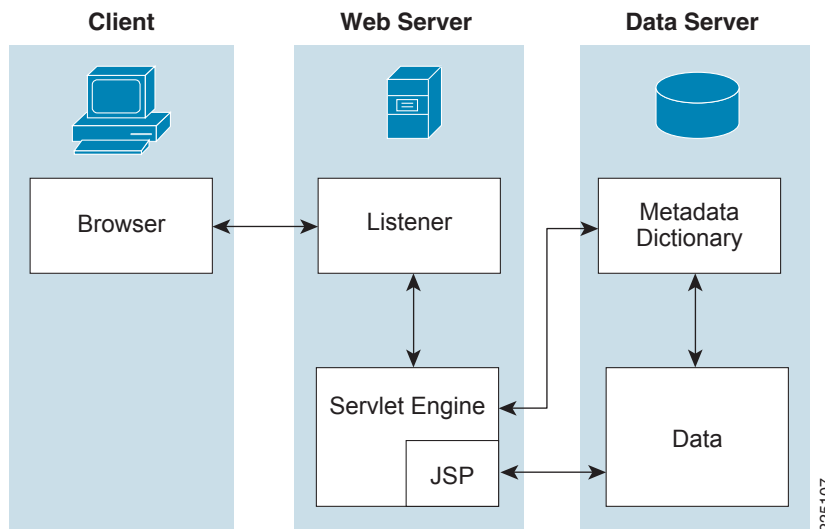 Client
Web Server
Data Server
Browser
Listener
Metadata
Dictionary
Servlet Engine
JSP
Data